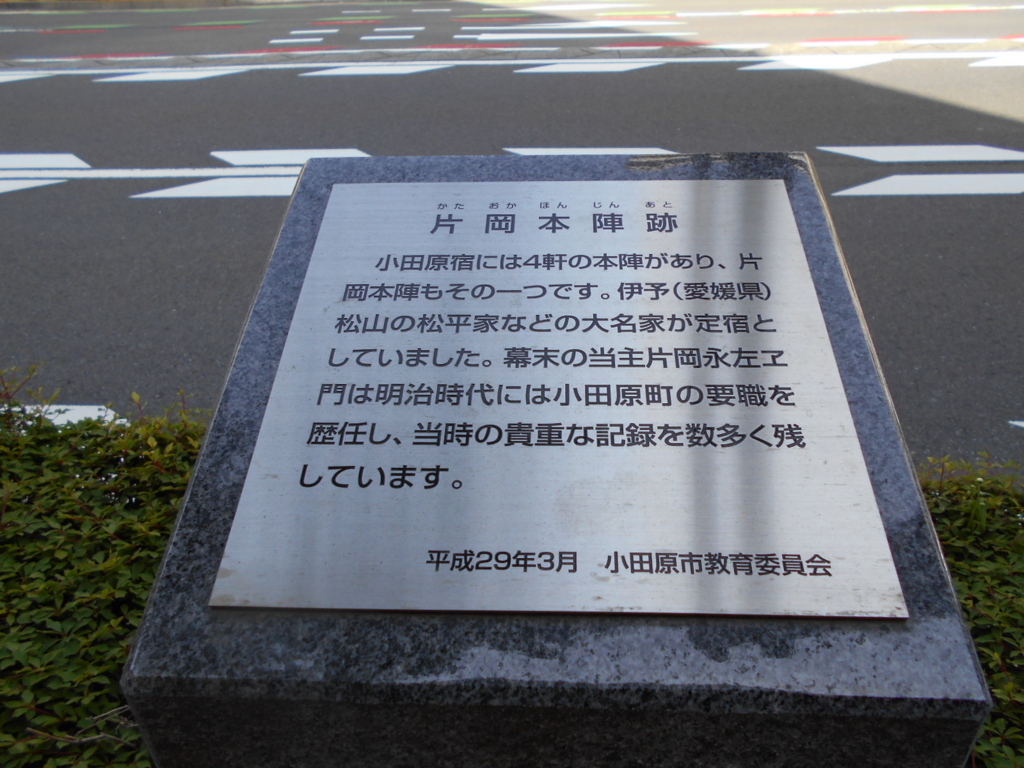 かた おか ほん じん あと
片岡本陣跡
小田原宿には4軒の本陣があり、片
岡本陣もその一つです。伊予(愛媛県)
松山の松平家などの大名家が定宿と
していました。幕末の当主片岡永左ヱ
門は明治時代には小田原町の要職を
歴任し、当時の貴重な記録を数多く残
しています。
平成29年3月 小田原市教育委員会